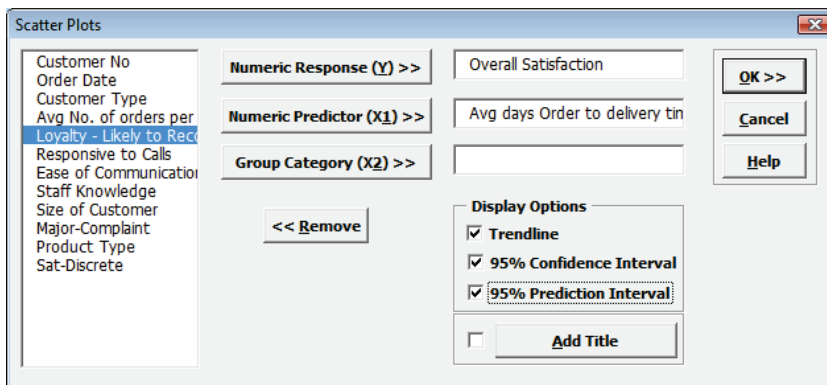 Scatter Plots
Customer No
Order Date
Customer Type
Avg No. of orders per
Loyalty - Likely to Reco
Responsive to Calls
Ease of Communication
Staff Knowledge
Size of Customer
Major-Complaint
Product Type
Sat-Discrete
Numeric Response (Y) >>
Overall Satisfaction
Numeric Predictor (X1) >>
Avg days Order to delivery tin
Group Category (X2) >>
<< Remove
Display Options
Trendline
95% Confidence Interval
95% Prediction Interval
Add Title
OK >>
Cancel
Help